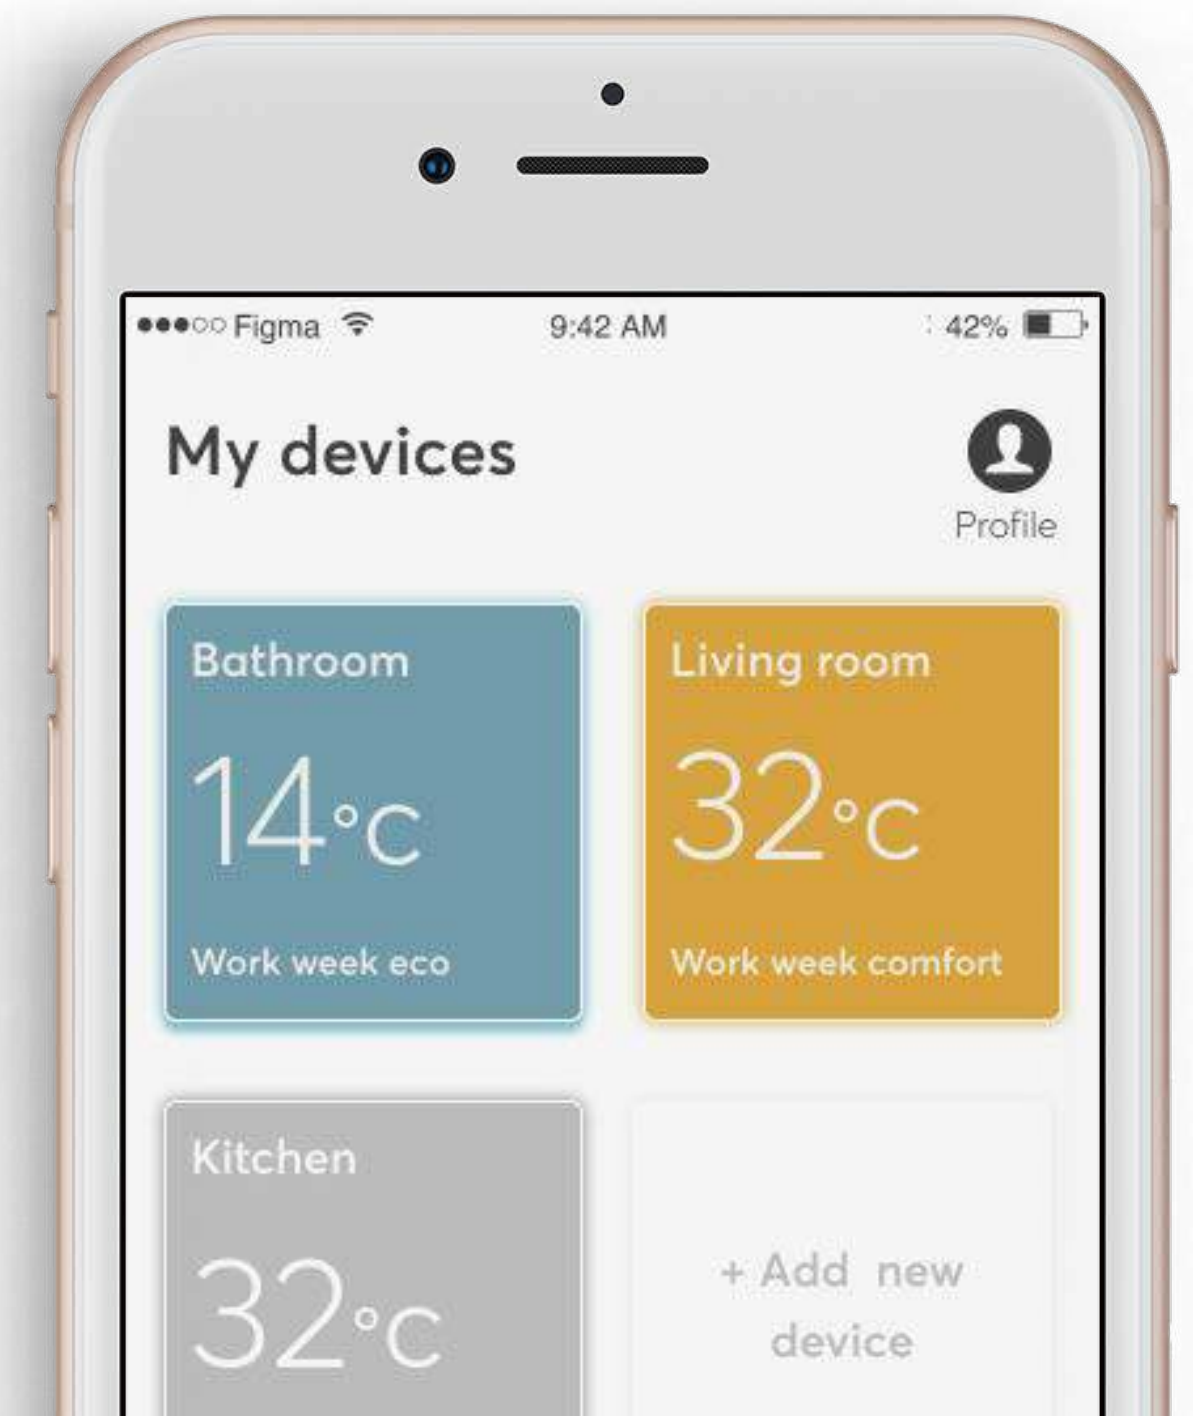 Figma
9:42 AM
42%
My devices
Profile
Bathroom
14°C
Work week eco
Living room
32°C
Work week comfort
Kitchen
32°C
+ Add new
device